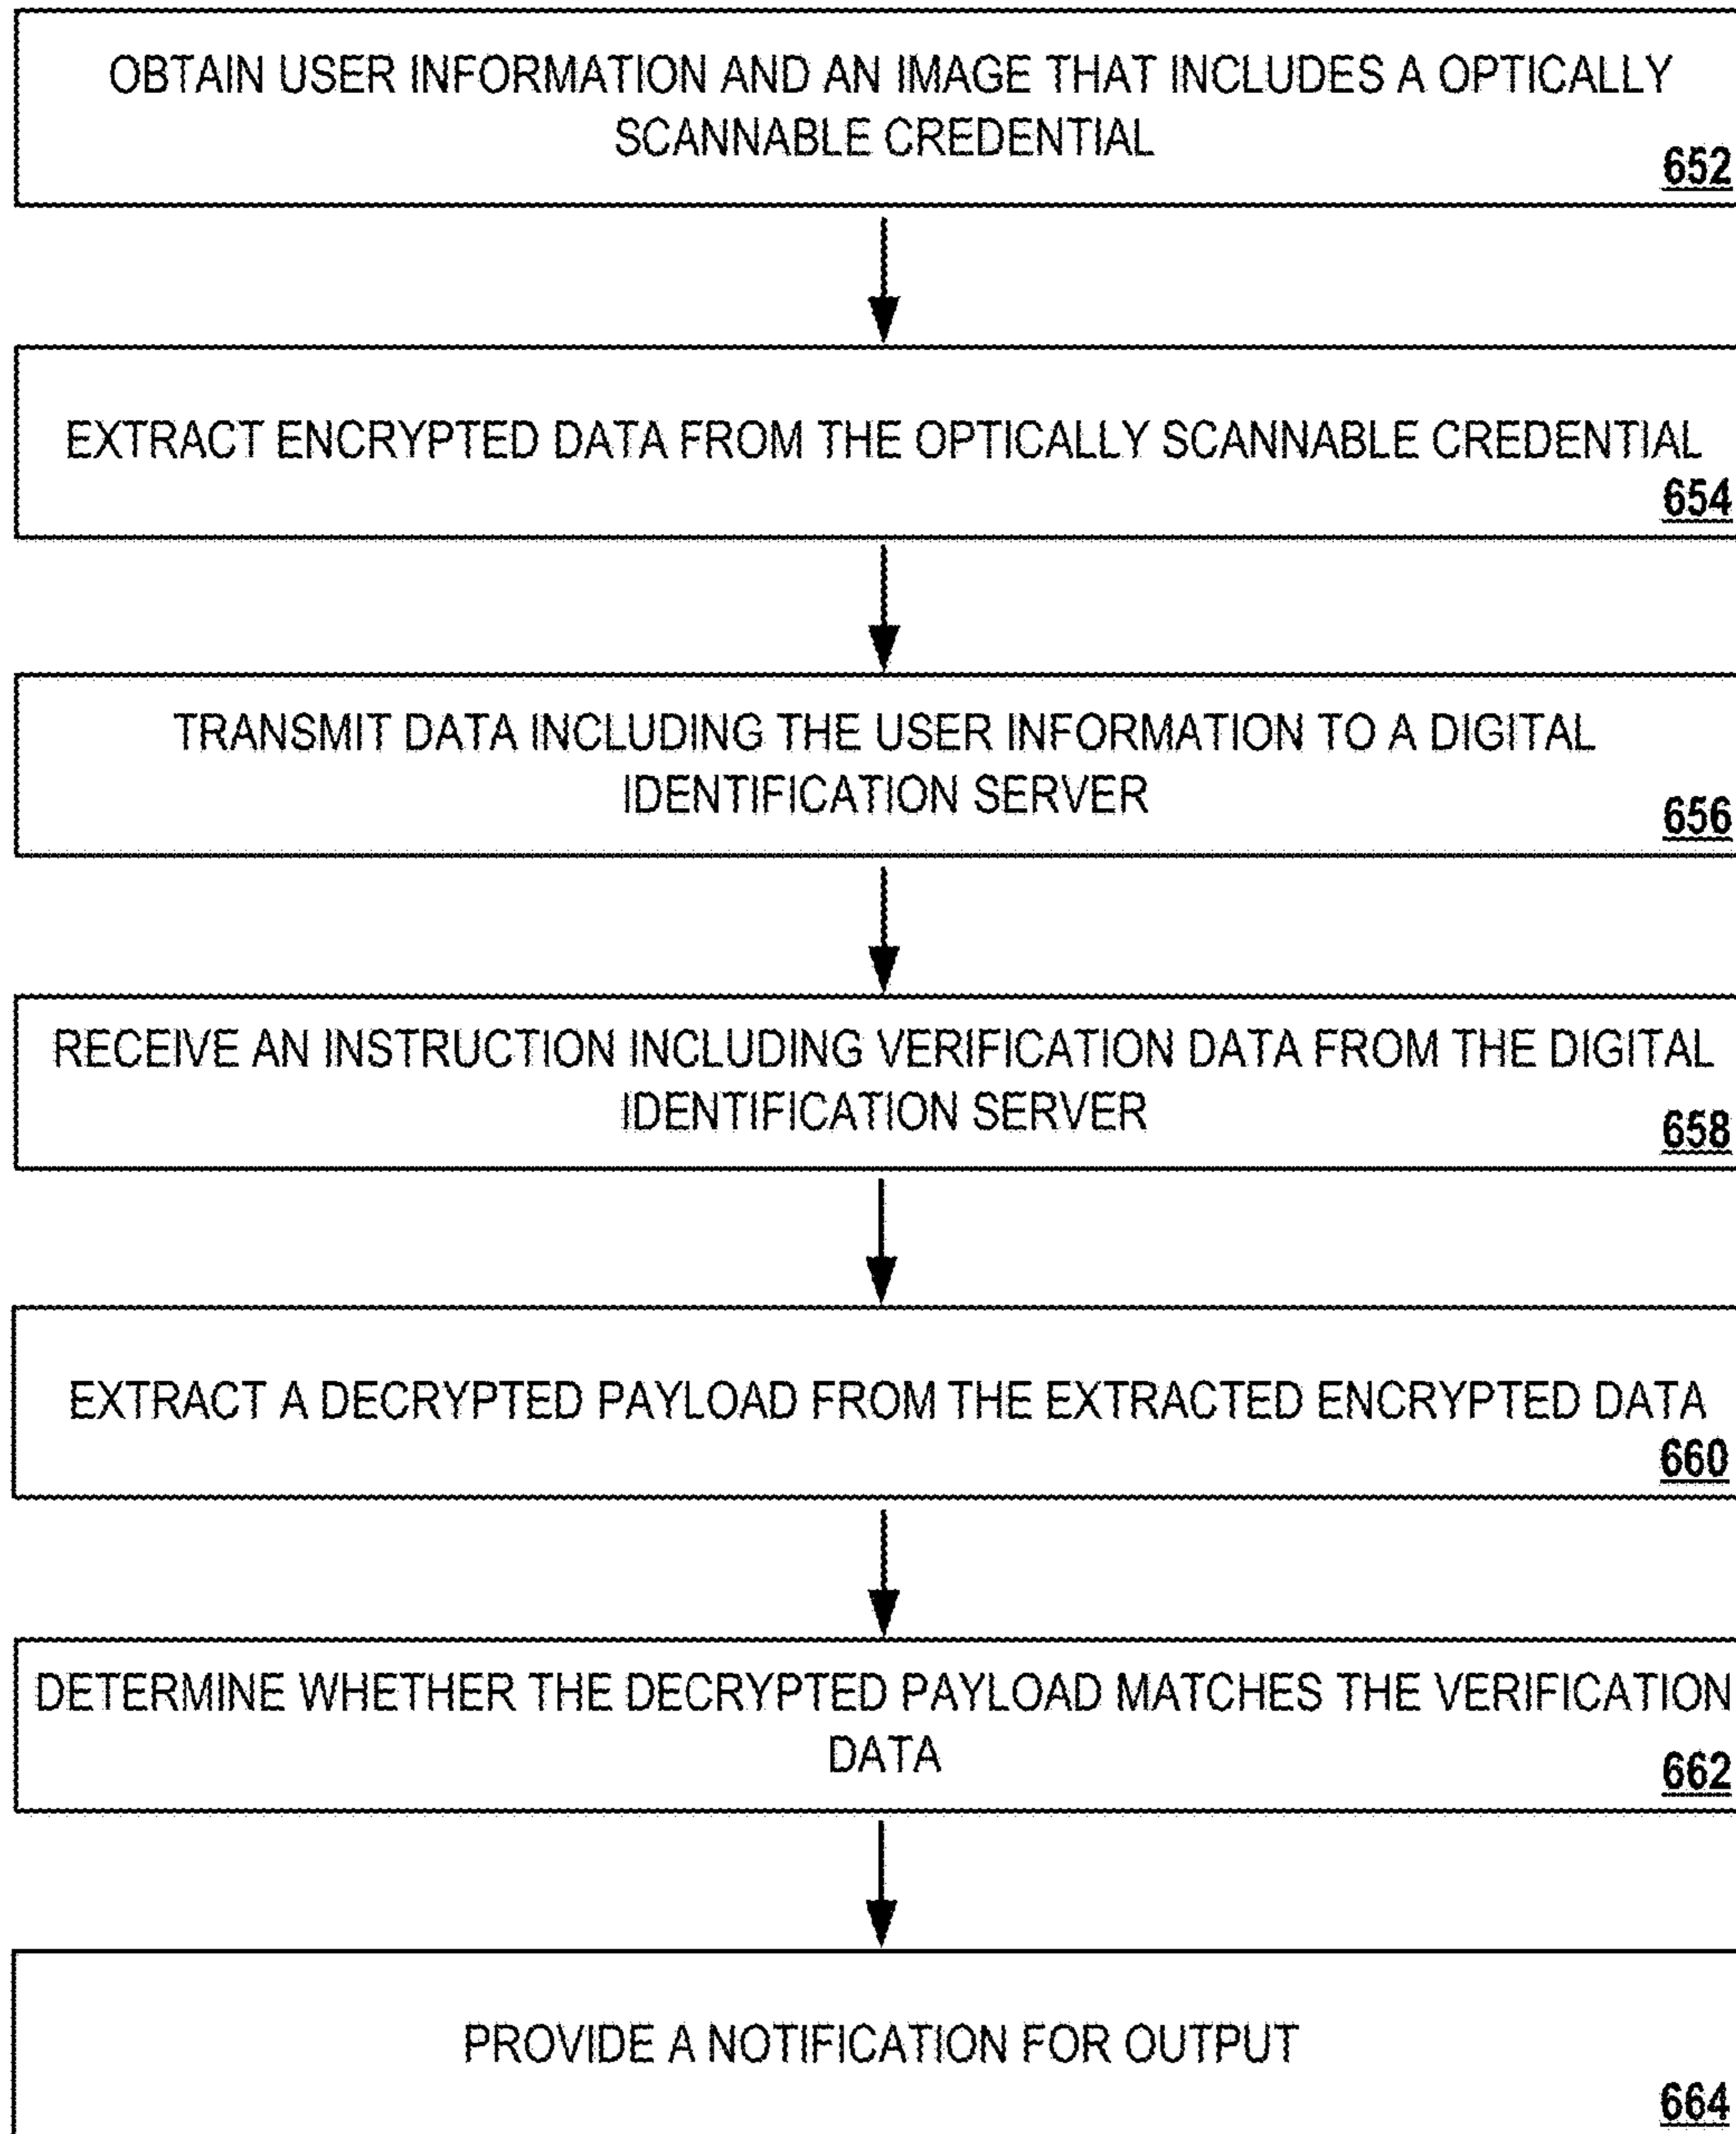 OBTAIN USER INFORMATION AND AN IMAGE THAT INCLUDES A OPTICALLY
SCANNABLE CREDENTIAL
652
EXTRACT ENCRYPTED DATA FROM THE OPTICALLY SCANNABLE CREDENTIAL
654
TRANSMIT DATA INCLUDING THE USER INFORMATION TO A DIGITAL
IDENTIFICATION SERVER
656
RECEIVE AN INSTRUCTION INCLUDING VERIFICATION DATA FROM THE DIGITAL
IDENTIFICATION SERVER
658
EXTRACT A DECRYPTED PAYLOAD FROM THE EXTRACTED ENCRYPTED DATA
660
DETERMINE WHETHER THE DECRYPTED PAYLOAD MATCHES THE VERIFICATION
DATA
662
PROVIDE A NOTIFICATION FOR OUTPUT
664